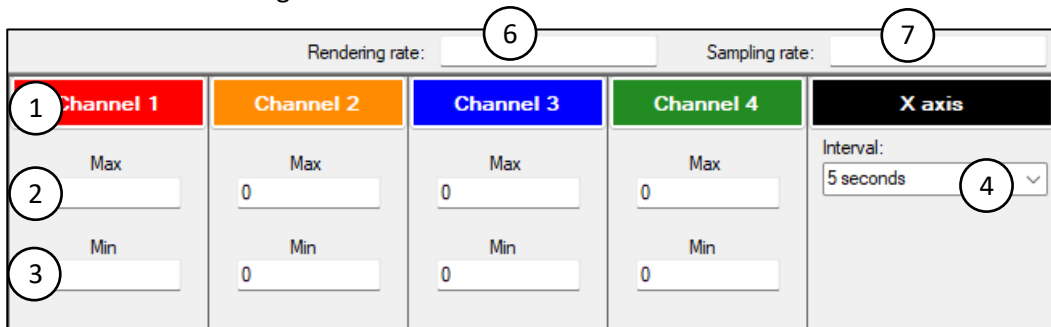 6
7
Rendering rate:
Sampling rate:
1
Channel 1
Channel 2
Channel 3
Channel 4
X axis
Interval:
Max
Max
Max
Max
5 seconds
2
0
0
0
4
Min
Min
Min
Min
3
0
0
0